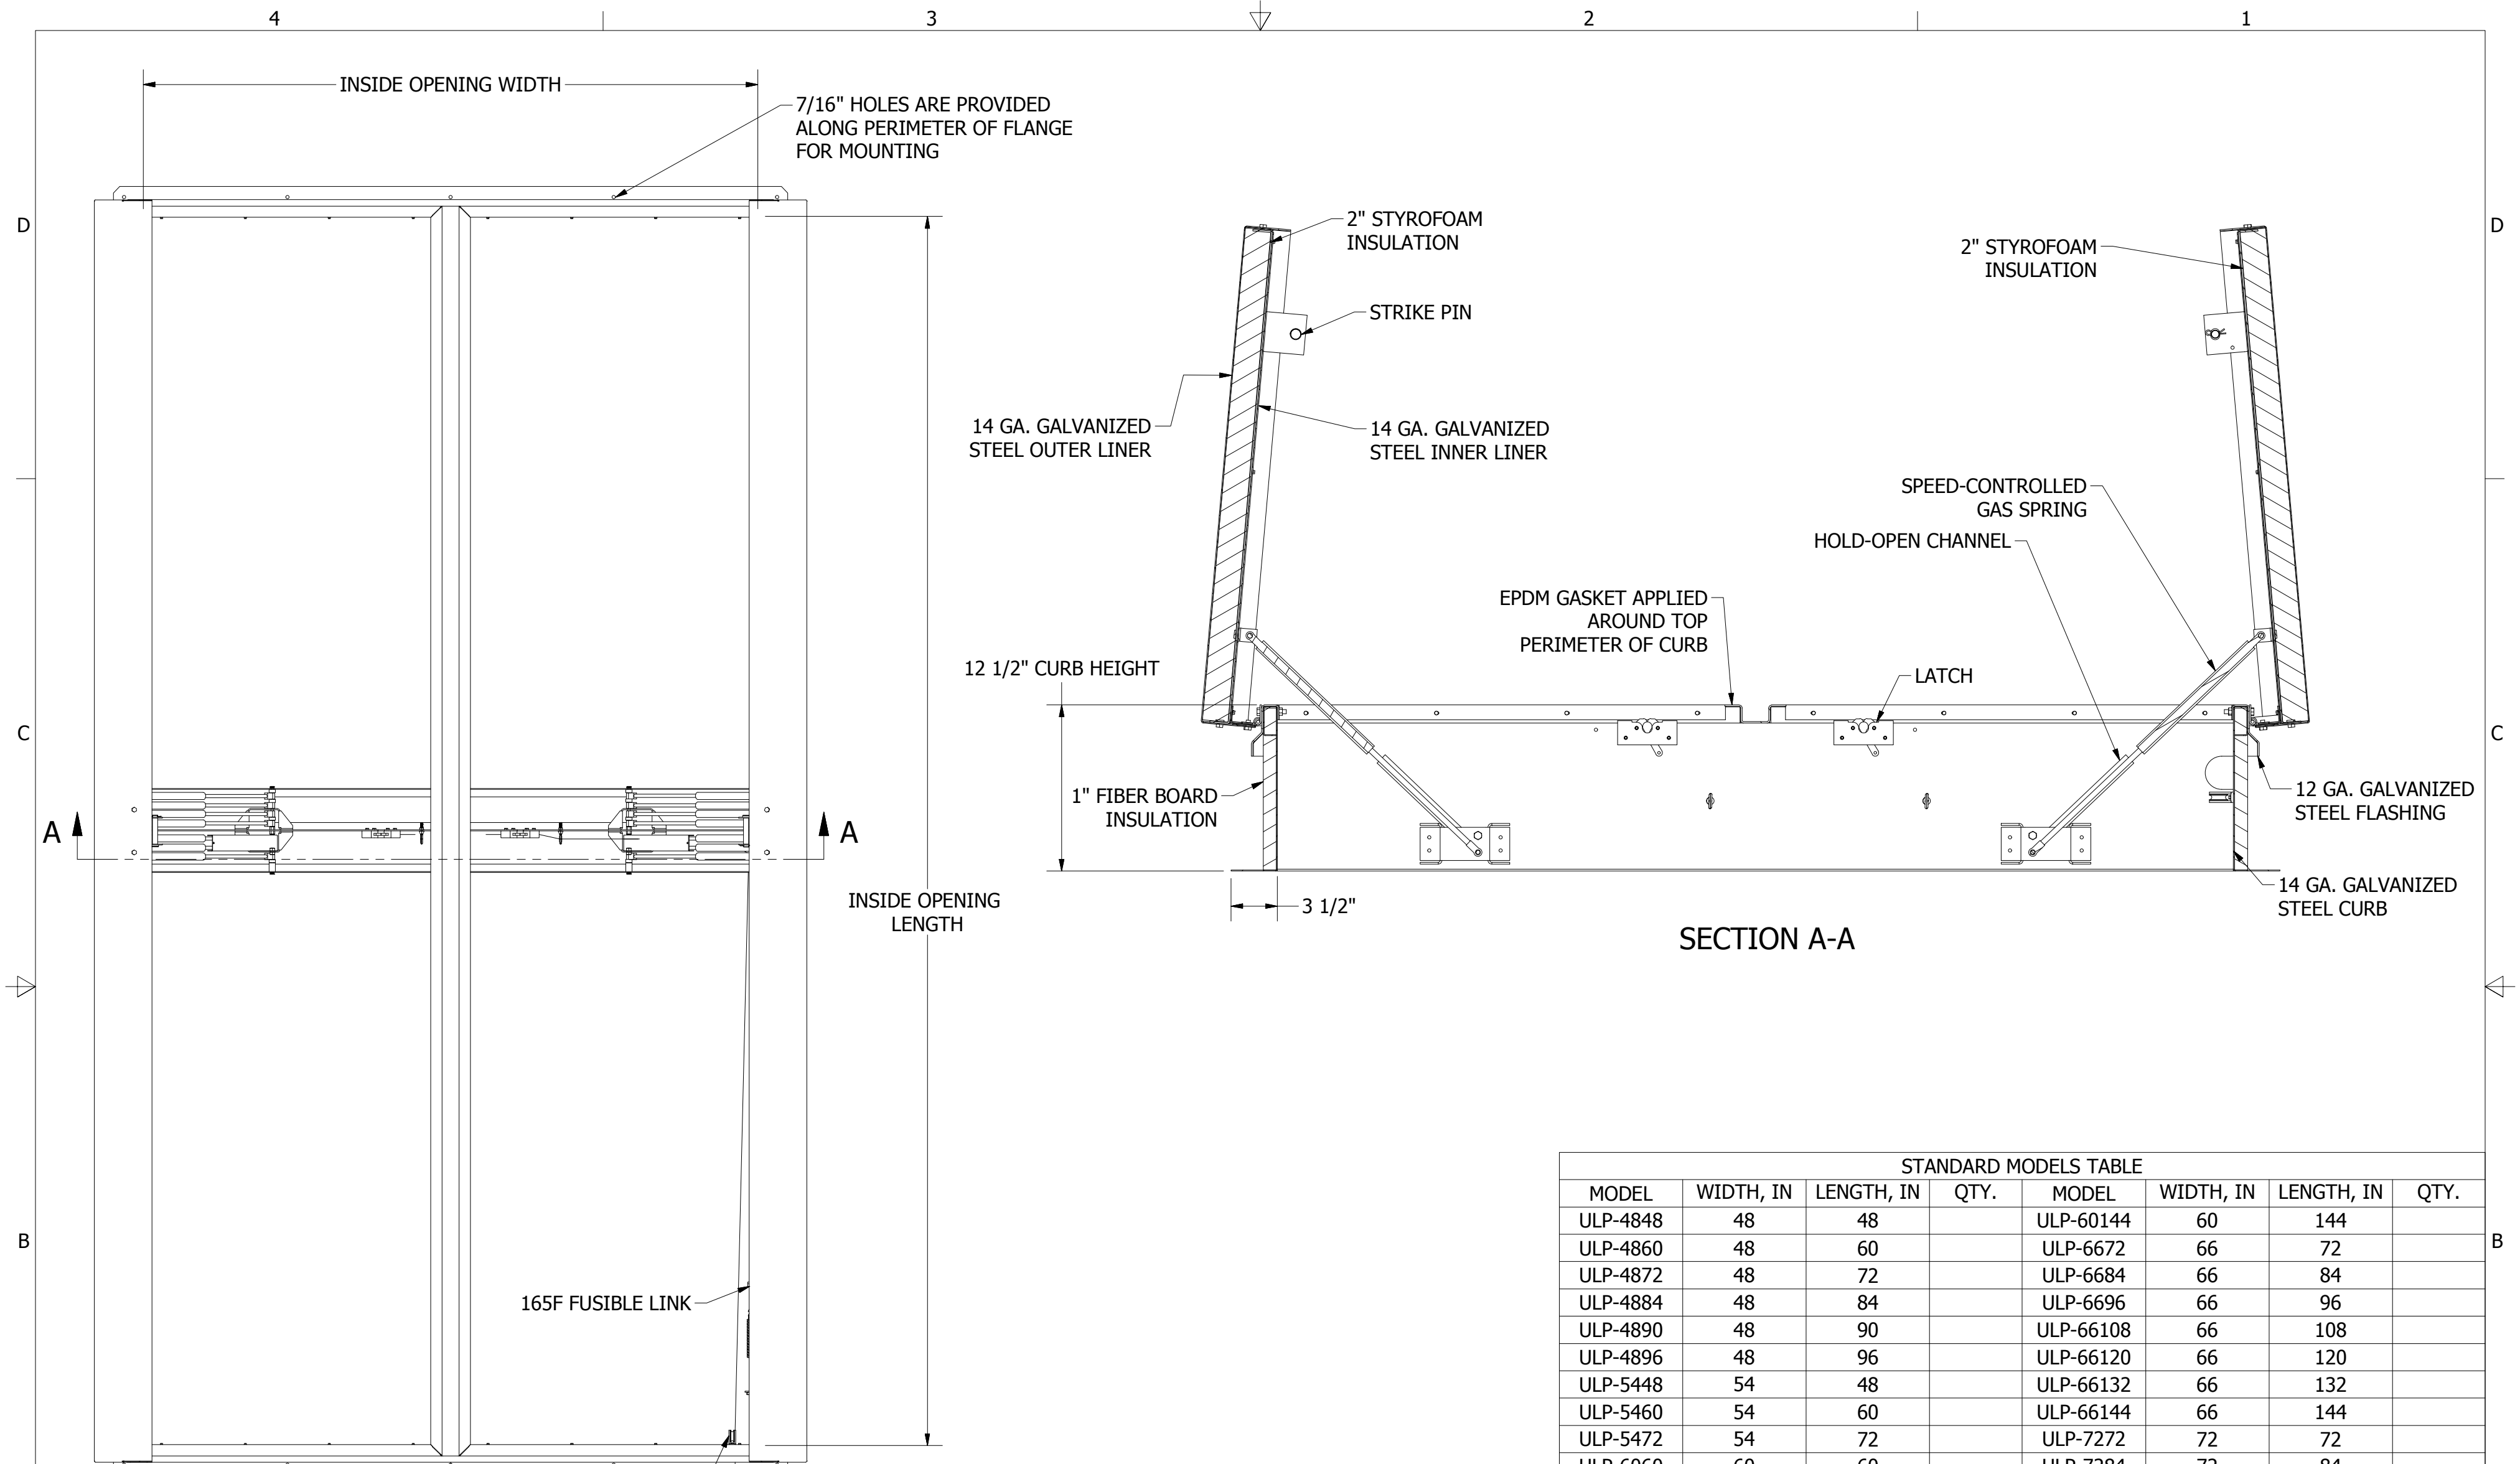 4
3
2
1
INSIDE OPENING WIDTH
7/16" HOLES ARE PROVIDED
ALONG PERIMETER OF FLANGE
FOR MOUNTING
D
D
2" STYROFOAM
INSULATION
2" STYROFOAM
INSULATION
STRIKE PIN
14 GA. GALVANIZED
STEEL OUTER LINER
14 GA. GALVANIZED
STEEL INNER LINER
SPEED-CONTROLLED
GAS SPRING
HOLD-OPEN CHANNEL
EPDM GASKET APPLIED
AROUND TOP
PERIMETER OF CURB
12 1/2" CURB HEIGHT
LATCH
C
C
1" FIBER BOARD
INSULATION
12 GA. GALVANIZED
STEEL FLASHING
A
A
INSIDE OPENING
LENGTH
14 GA. GALVANIZED
STEEL CURB
3 1/2"
SECTION A-A
STANDARD MODELS TABLE
MODEL WIDTH, IN LENGTH, IN QTY. MODEL WIDTH, IN LENGTH, IN QTY.
ULP-4848 48 48 ULP-60144 60 144
B
B
ULP-4860 48 60 ULP-6672 66 72
ULP-4872 48 72 ULP-6684 66 84
ULP-4884 48 84 ULP-6696 66 96
165F FUSIBLE LINK
ULP-4890 48 90 ULP-66108 66 108
ULP-4896 48 96 ULP-66120 66 120
ULP-5448 54 48 ULP-66132 66 132
ULP-5460 54 60 ULP-66144 66 144
ULP-5472 54 72 ULP-7272 72 72